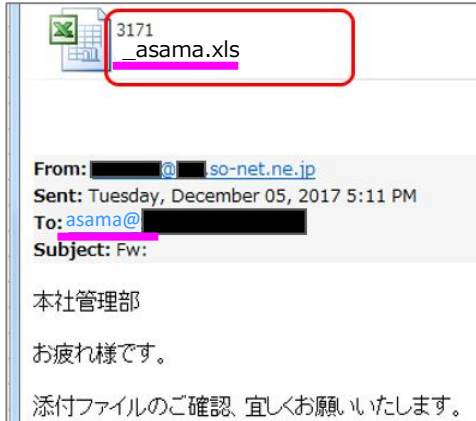 3171
_asama.xls
From: @ .so-net.ne.jp
Sent: Tuesday, December 05, 2017 5:11 PM
To: asama@
Subject: Fw:
本社管理部
お疲れ様です。
添付ファイルのご確認、宜しくお願いいたします。